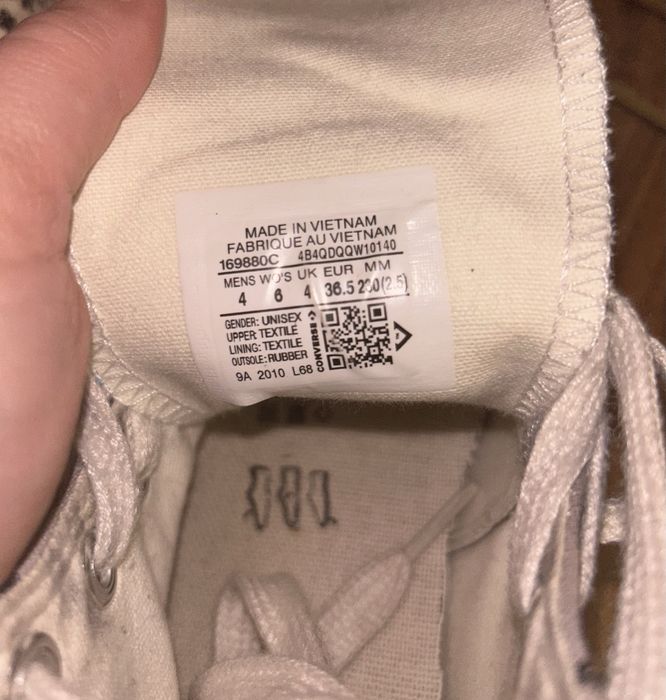 MADE IN VIETNAM
FABRIQUE AU VIETNAM
169880C 4B4QDQQW10140
MENS WO'S UK EUR MM
4 6 4 36.5 230(2.5)
GENDER: UNISEX
UPPER: TEXTILE
LINING: TEXTILE
OUTSOLE: RUBBER
9A 2010 L68
CONVERSE